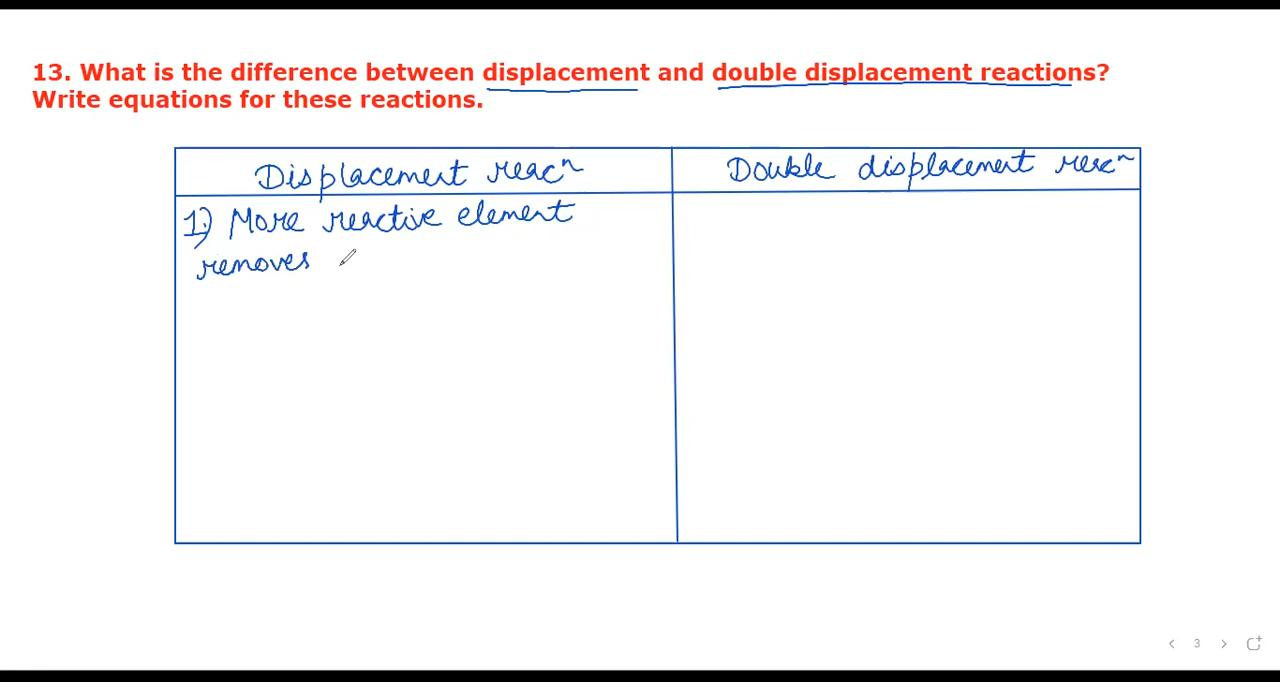 13. What is the difference between displacement and double displacement reactions?
Write equations for these reactions.
Displacement reacⁿ
Double displacement reacⁿ
1) More reactive element
removes
3